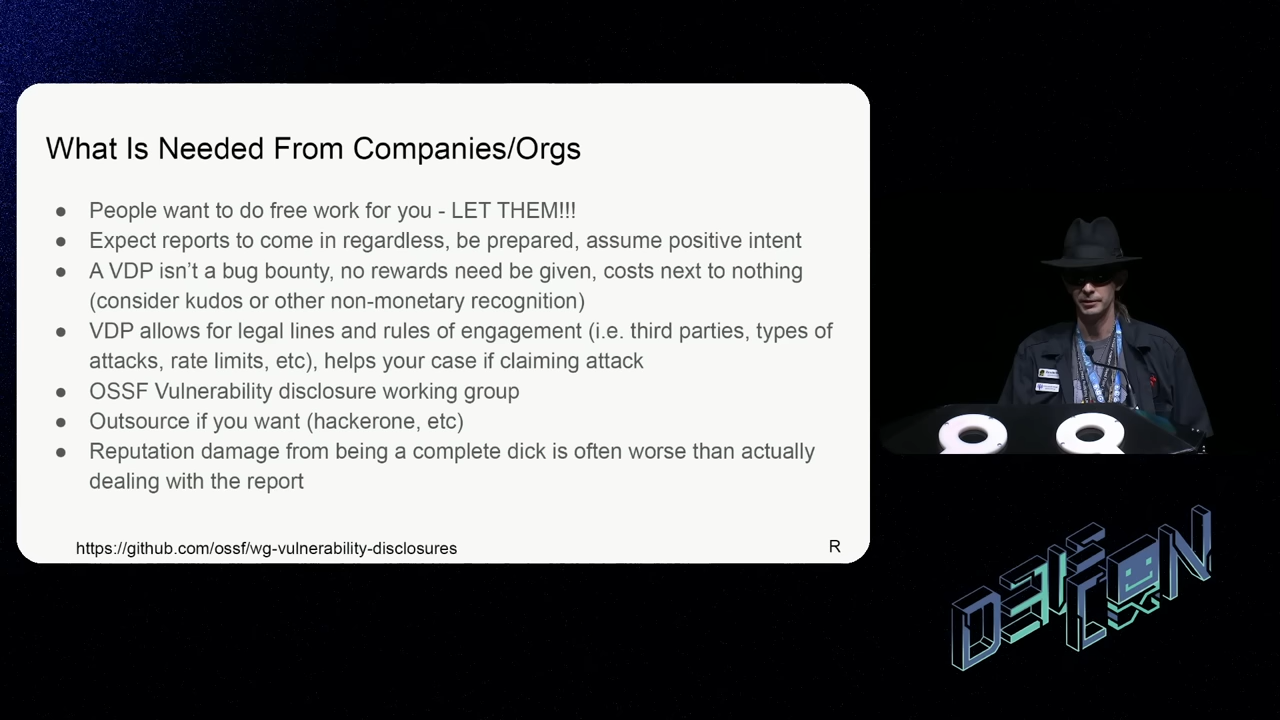 What Is Needed From Companies/Orgs
● People want to do free work for you - LET THEM!!!
● Expect reports to come in regardless, be prepared, assume positive intent
● A VDP isn’t a bug bounty, no rewards need be given, costs next to nothing
(consider kudos or other non-monetary recognition)
● VDP allows for legal lines and rules of engagement (i.e. third parties, types of
attacks, rate limits, etc), helps your case if claiming attack
● OSSF Vulnerability disclosure working group
● Outsource if you want (hackerone, etc)
● Reputation damage from being a complete dick is often worse than actually
dealing with the report
https://github.com/ossf/wg-vulnerability-disclosures
R
DEF
CON